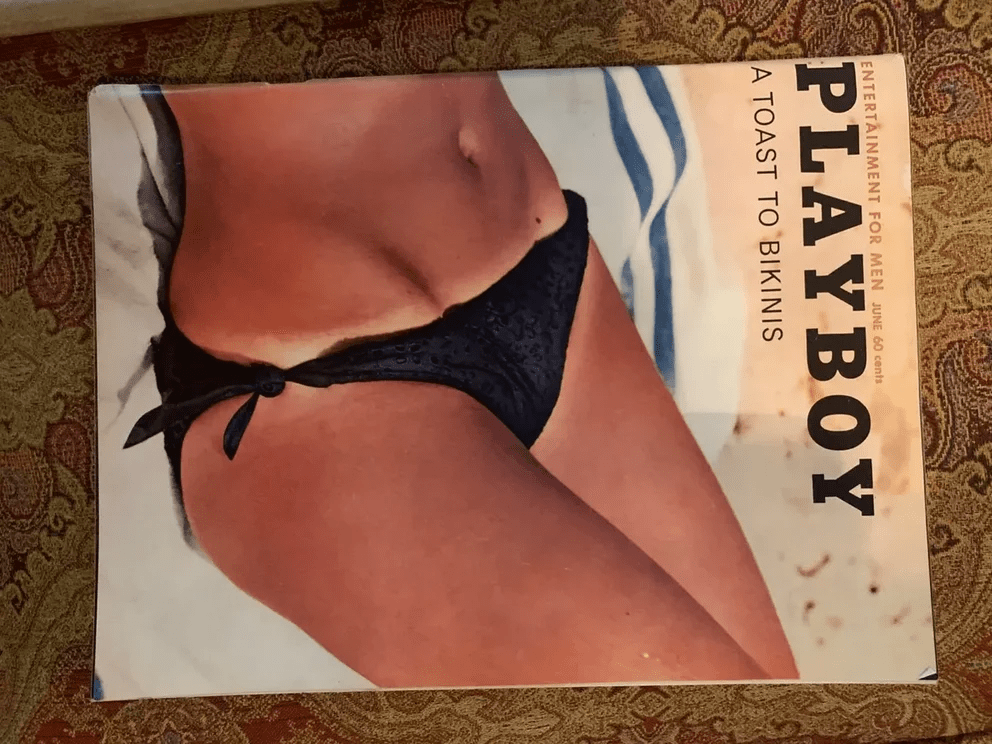 ENTERTAINMENT FOR MEN JUNE 60 cents
PLAYBOY
A TOAST TO BIKINIS